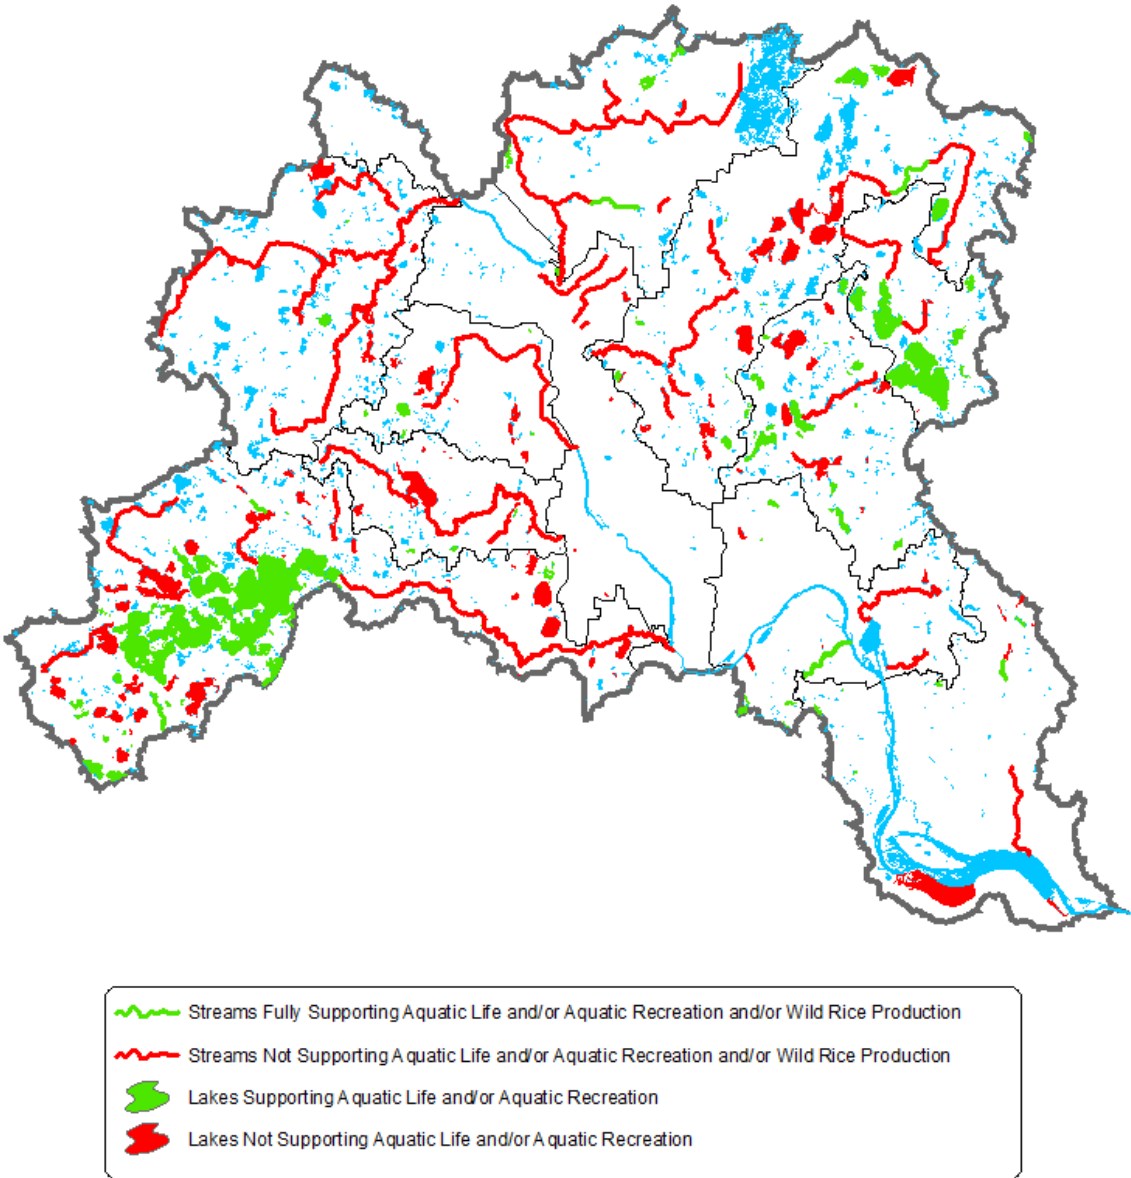 Streams Fully Supporting Aquatic Life and/or Aquatic Recreation and/or Wild Rice Production
Streams Not Supporting Aquatic Life and/or Aquatic Recreation and/or Wild Rice Production
Lakes Supporting Aquatic Life and/or Aquatic Recreation
Lakes Not Supporting Aquatic Life and/or Aquatic Recreation